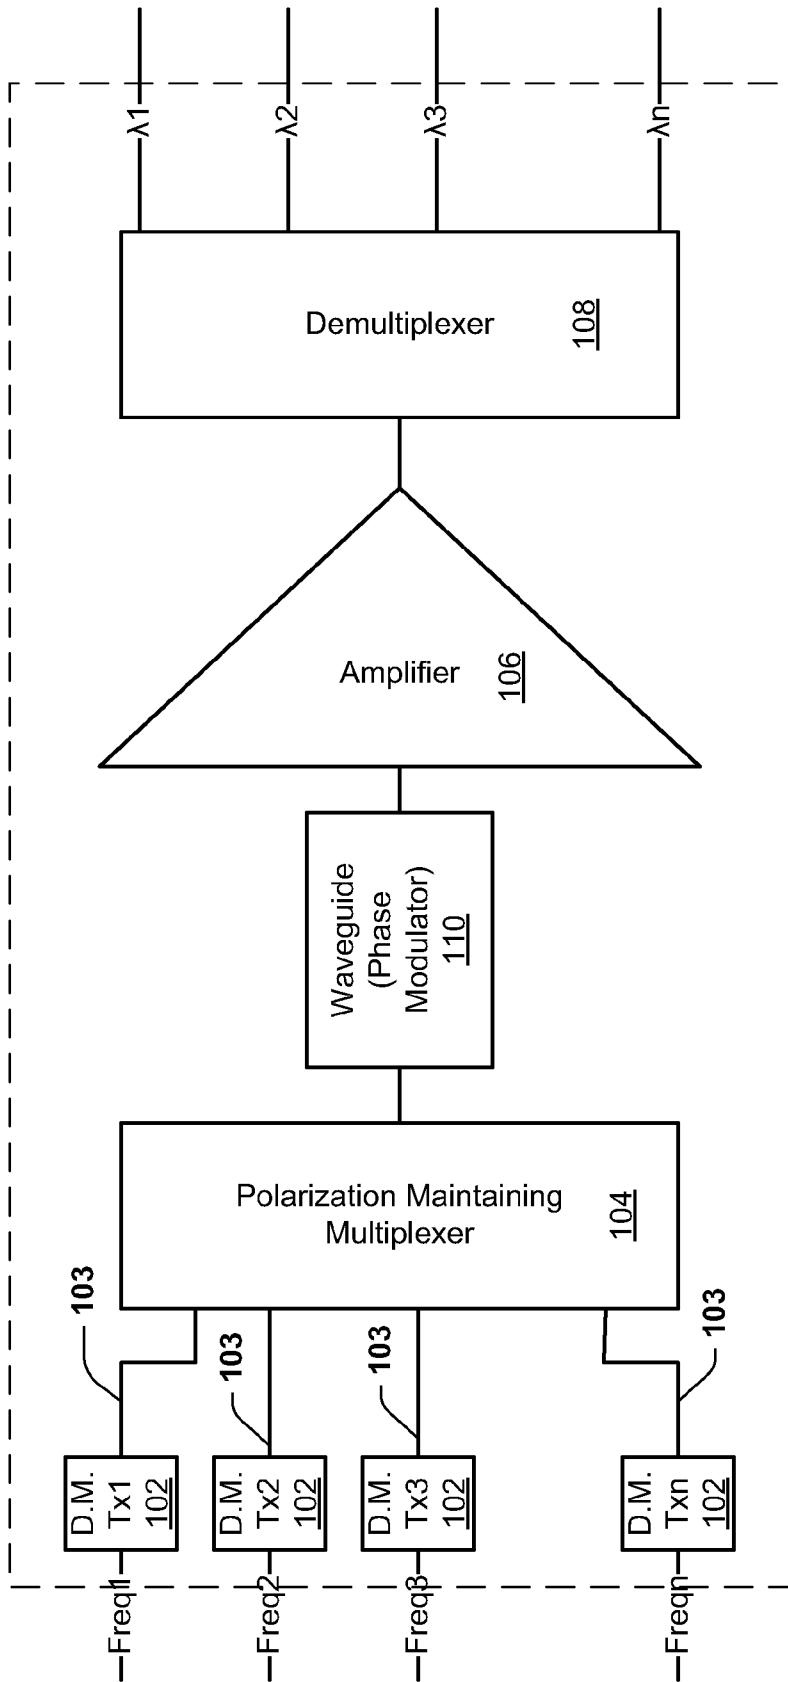 λ1
λ2
λ3
λn
Demultiplexer
108
Amplifier
106
Waveguide
(Phase
Modulator)
110
Polarization Maintaining
Multiplexer
104
103
103
103
103
D.M.
Tx1
102
D.M.
Tx2
102
D.M.
Tx3
102
D.M.
Txn
102
Freq1
Freq2
Freq3
Freqn